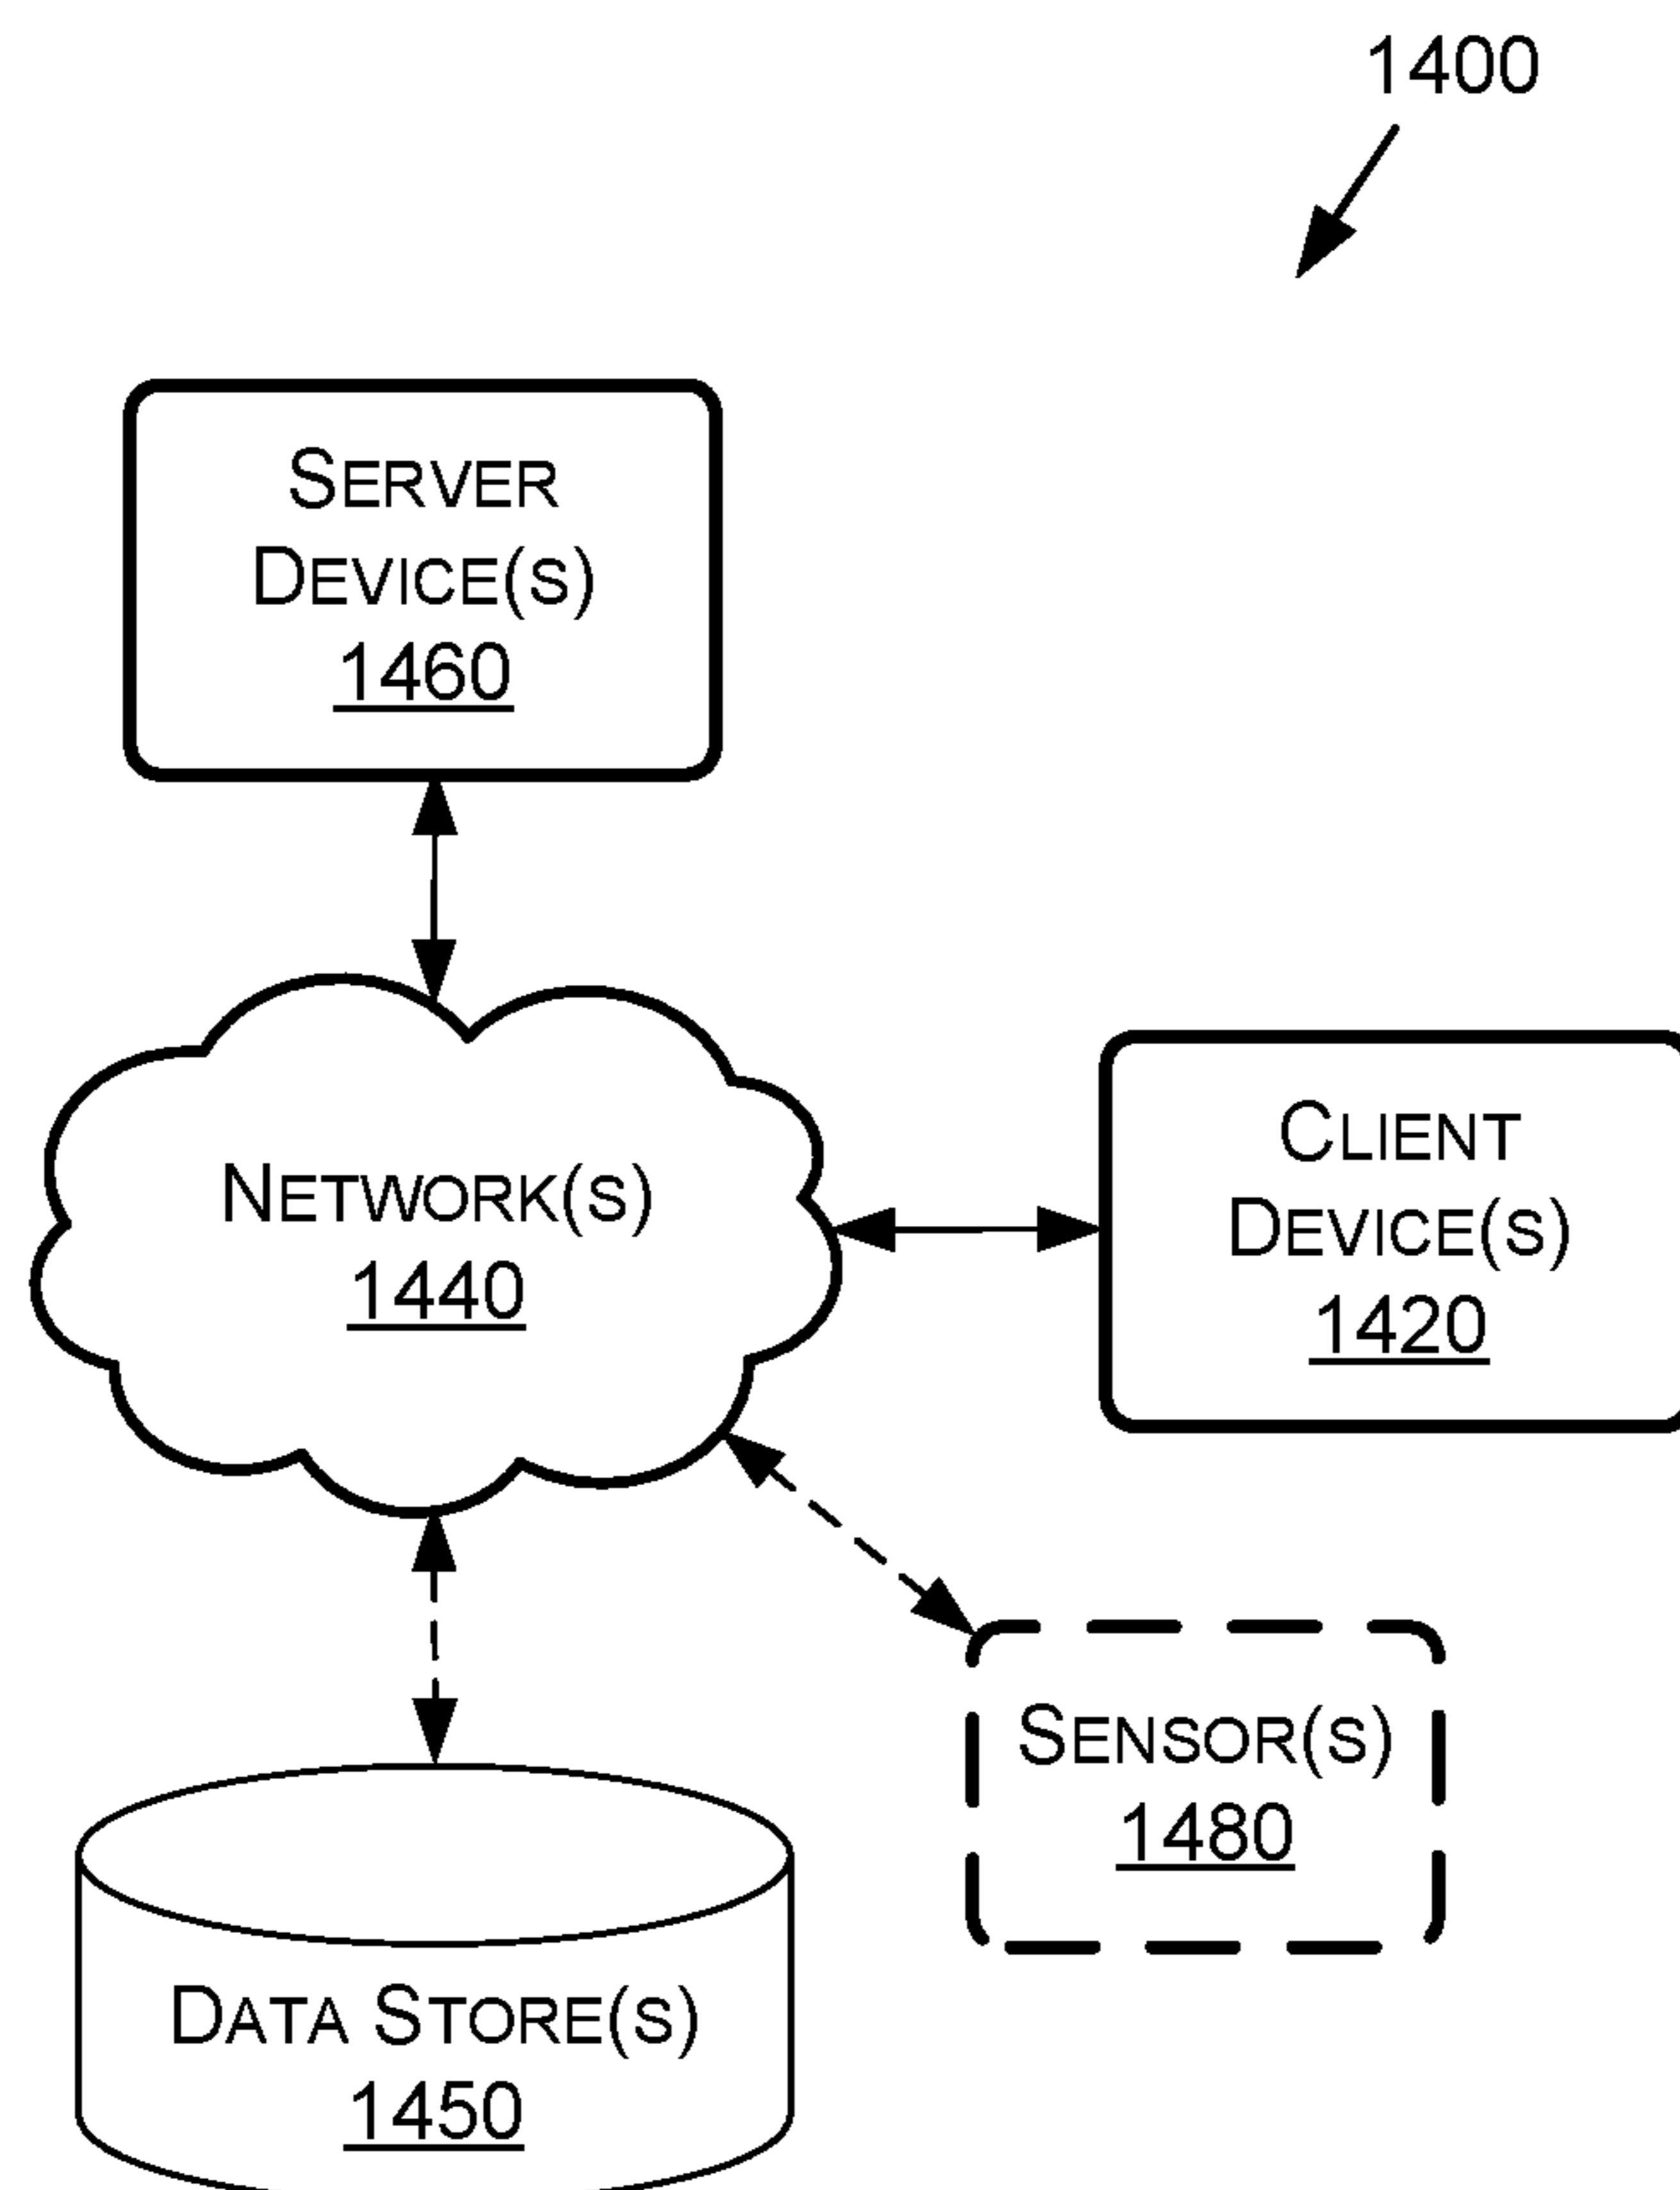 1400
SERVER
DEVICE(S)
1460
NETWORK(S)
1440
CLIENT
DEVICE(S)
1420
SENSOR(S)
1480
DATA STORE(S)
1450